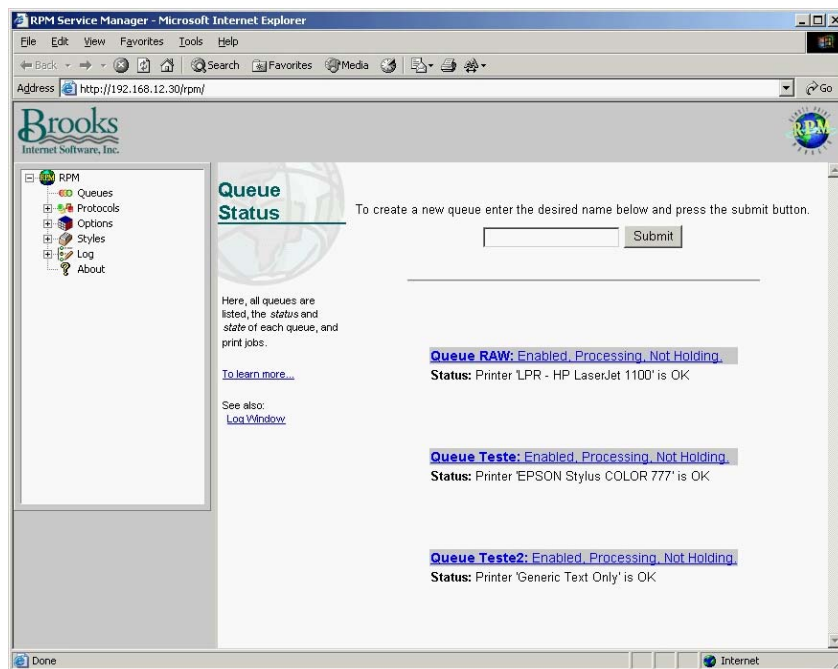 RPM Service Manager - Microsoft Internet Explorer
File Edit View Favorites Tools Help
Back Search Favorites Media
Address http://192.168.12.30/rpm/ Go
Brooks
Internet Software, Inc.
RPM
RPM
Queues
Protocols
Options
Styles
Log
About
Queue
Status
Here, all queues are
listed, the status and
state of each queue, and
print jobs.
To learn more...
See also:
Log Window
To create a new queue enter the desired name below and press the submit button.
Submit
Queue RAW: Enabled, Processing, Not Holding.
Status: Printer 'LPR - HP LaserJet 1100' is OK
Queue Teste: Enabled, Processing, Not Holding.
Status: Printer 'EPSON Stylus COLOR 777' is OK
Queue Teste2: Enabled, Processing, Not Holding.
Status: Printer 'Generic Text Only' is OK
Done
Internet